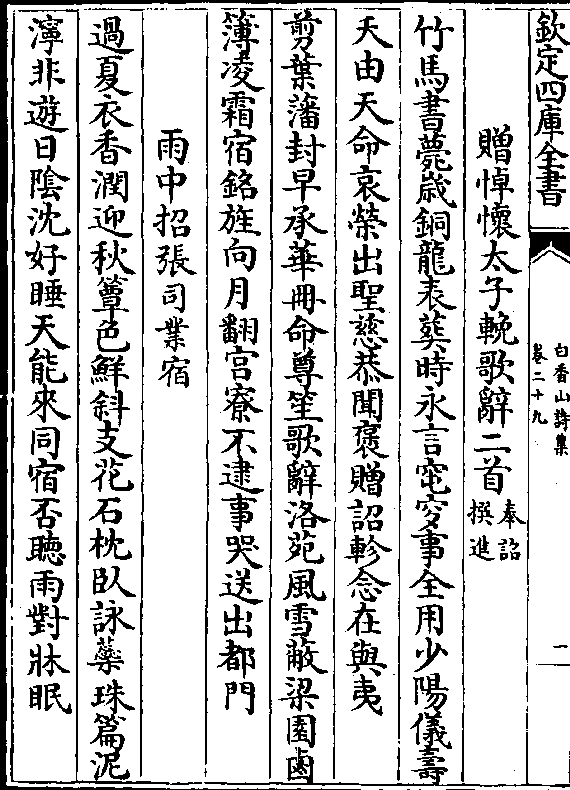 欽定四庫全書
白香山詩集
卷二十九
二
贈悼懷太子輓歌辭二首奉詔撰進
竹馬書薨歲銅龍表葬時永言窀穸事全用少陽儀壽
夭由天命哀榮出聖慈恭聞褒贈詔軫念在與夷
剪葉藩封早承華冊命尊笙歌辭洛苑風雪蔽梁園鹵
簿凌霜宿銘旌向月翻宮寮不逮事哭送出都門
雨中招張司業宿
過夏衣香潤迎秋簟色鮮斜支花石枕臥詠蘂珠篇泥
濘非遊日陰沈好睡天能來同宿否聽雨對牀眠